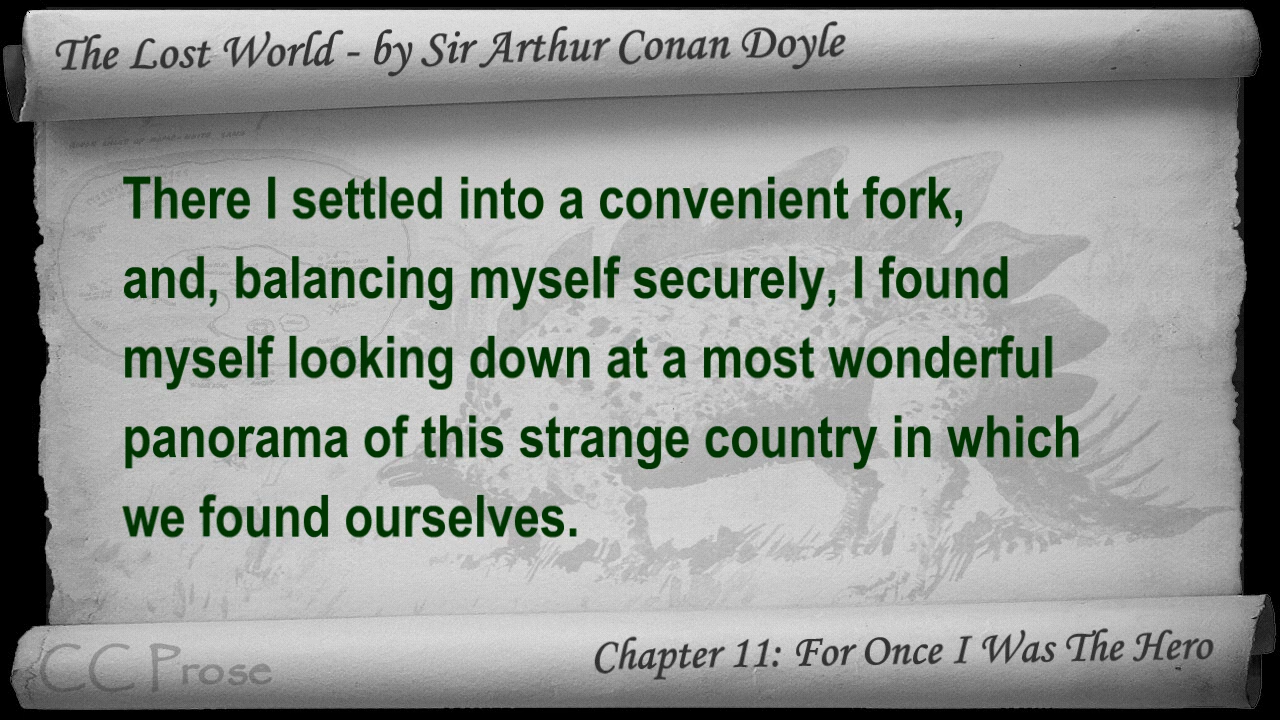 The Lost World - by Sir Arthur Conan Doyle
There I settled into a convenient fork,
and, balancing myself securely, I found
myself looking down at a most wonderful
panorama of this strange country in which
we found ourselves.
CC Prose
Chapter 11: For Once I Was The Hero